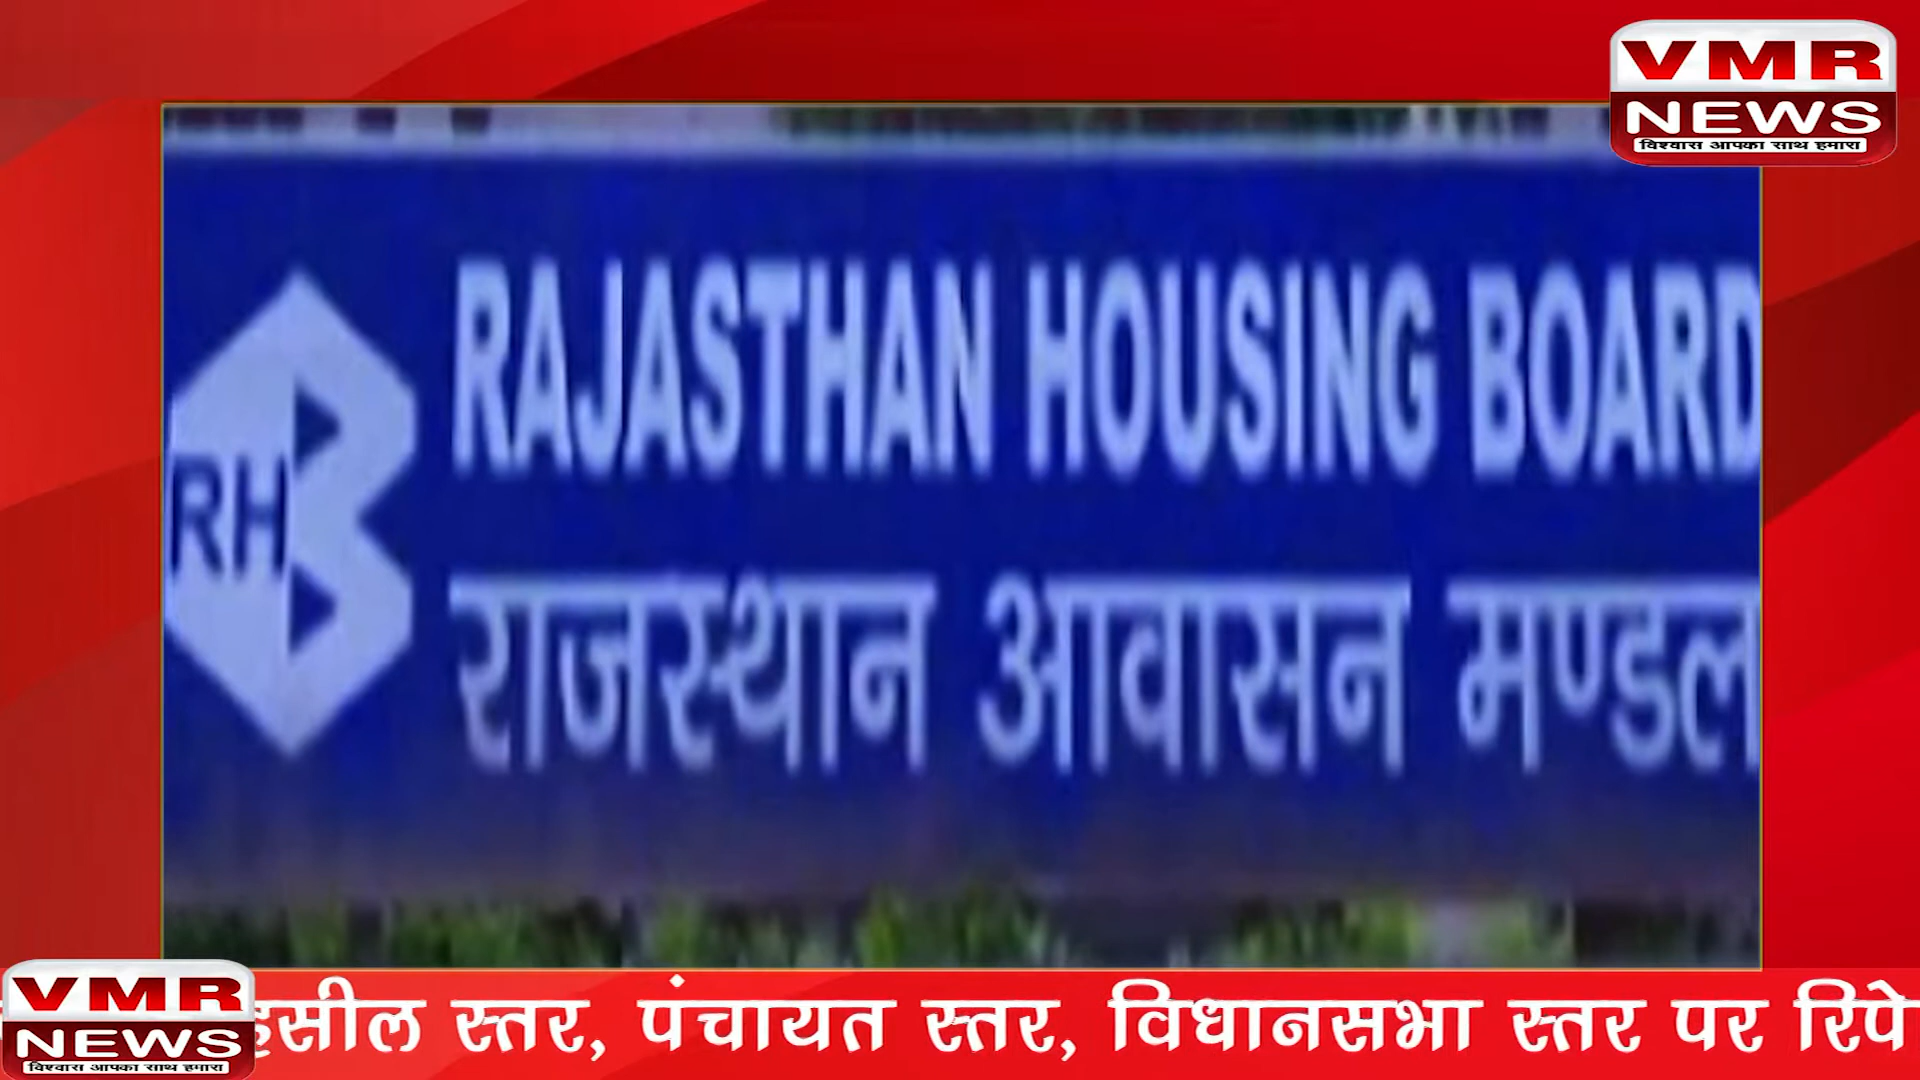 VMR
NEWS
विश्वास आपका साथ हमारा
RAJASTHAN HOUSING BOARD
RH
राजस्थान आवासन मण्डल
VMR
NEWS
विश्वास आपका साथ हमारा
स्तर, पंचायत स्तर, विधानसभा स्तर पर